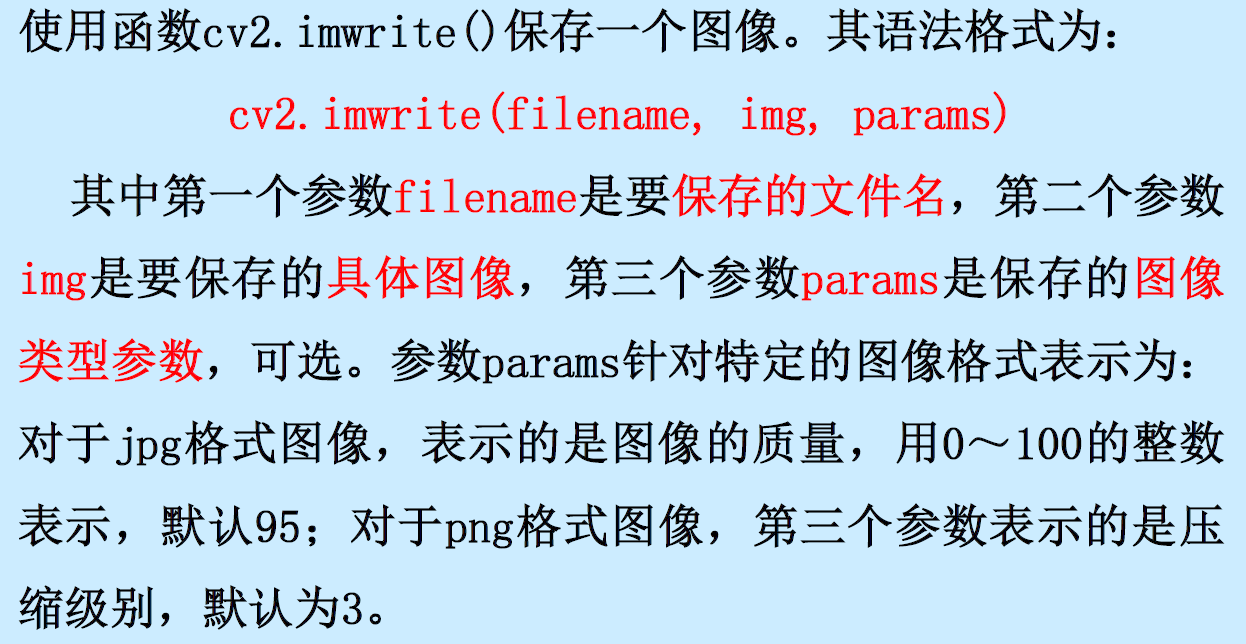 使用函数cv2.imwrite()保存一个图像。其语法格式为：
cv2.imwrite(filename, img, params)
其中第一个参数filename是要保存的文件名，第二个参数
img是要保存的具体图像，第三个参数params是保存的图像
类型参数，可选。参数params针对特定的图像格式表示为：
对于jpg格式图像，表示的是图像的质量，用0～100的整数
表示，默认95；对于png格式图像，第三个参数表示的是压
缩级别，默认为3。